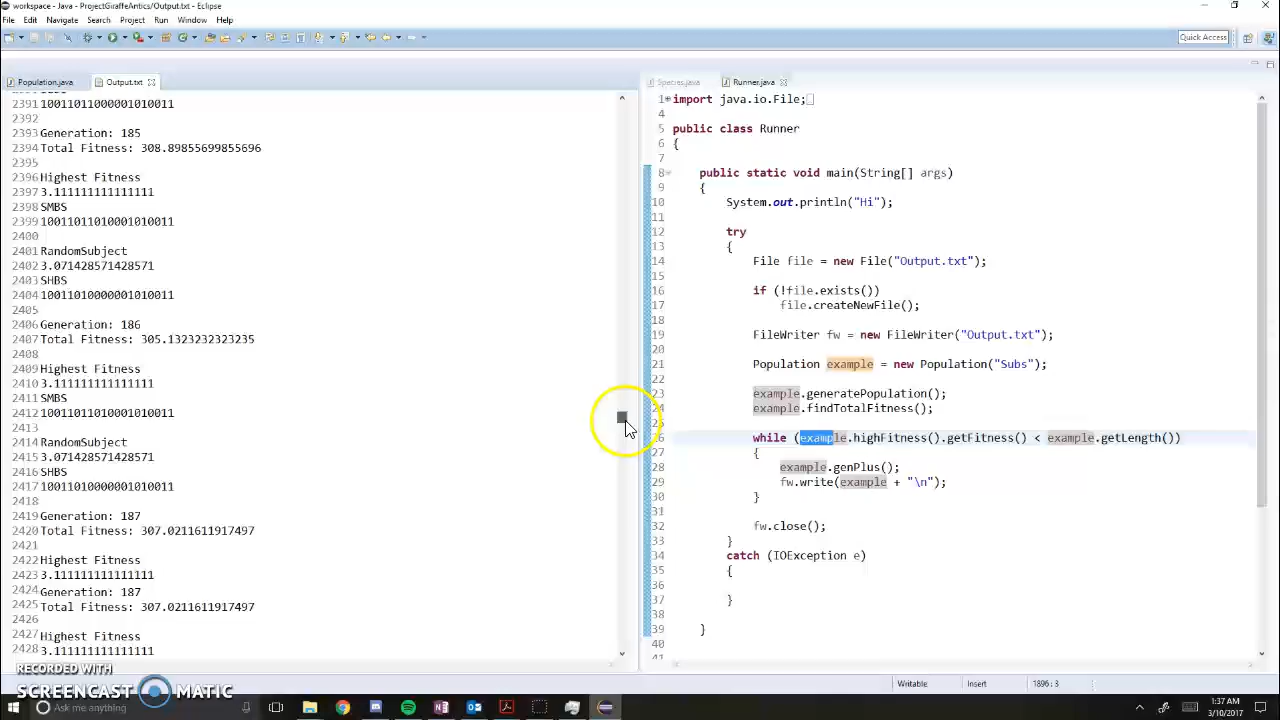 workspace - Java - ProjectGiraffeAntics/Output.txt - Eclipse
File Edit Navigate Search Project Run Window Help
Quick Access
Population.java Output.txt
2391 10011011000001010011
2392
2393 Generation: 185
2394 Total Fitness: 308.89855699855696
2395
2396 Highest Fitness
2397 3.111111111111111
2398 SMBS
2399 10011011010001010011
2400
2401 RandomSubject
2402 3.071428571428571
2403 SHBS
2404 10011010000001010011
2405
2406 Generation: 186
2407 Total Fitness: 305.1323232323235
2408
2409 Highest Fitness
2410 3.111111111111111
2411 SMBS
2412 10011011010001010011
2413
2414 RandomSubject
2415 3.071428571428571
2416 SHBS
2417 10011010000001010011
2418
2419 Generation: 187
2420 Total Fitness: 307.0211611917497
2421
2422 Highest Fitness
2423 3.111111111111111
2424 Generation: 187
2425 Total Fitness: 307.0211611917497
2426
2427 Highest Fitness
2428 3.111111111111111
Species.java Runner.java
1 import java.io.File;
4
5 public class Runner
6 {
7
8 public static void main(String[] args)
9 {
10 System.out.println("Hi");
11
12 try
13 {
14 File file = new File("Output.txt");
15
16 if (!file.exists())
17 file.createNewFile();
18
19 FileWriter fw = new FileWriter("Output.txt");
20
21 Population example = new Population("Subs");
22
23 example.generatePopulation();
24 example.findTotalFitness();
25
26 while (example.highFitness().getFitness() < example.getLength())
27 {
28 example.genPlus();
29 fw.write(example + "\n");
30 }
31
32 fw.close();
33 }
34 catch (IOException e)
35 {
36
37 }
38
39 }
40
41
Writable Insert 1896 : 3
RECORDED WITH
SCREENCAST MATIC
Ask me anything
1:37 AM
3/10/2017